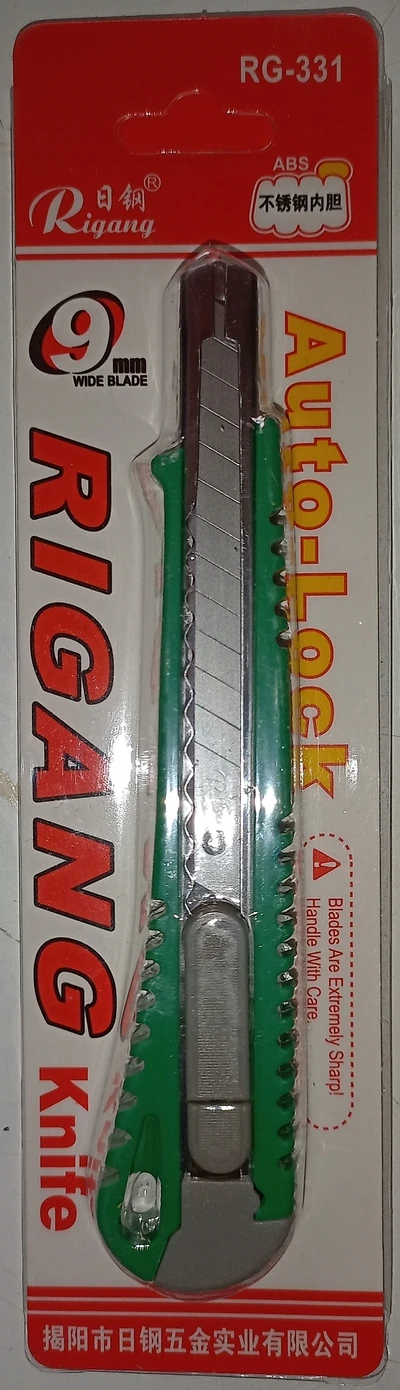 RG-331
日钢®
Rigang
ABS
不锈钢内胆
9mm
WIDE BLADE
Auto-Lock
RIGANG Knife
Blades Are Extremely Sharp!
Handle With Care.
揭阳市日钢五金实业有限公司